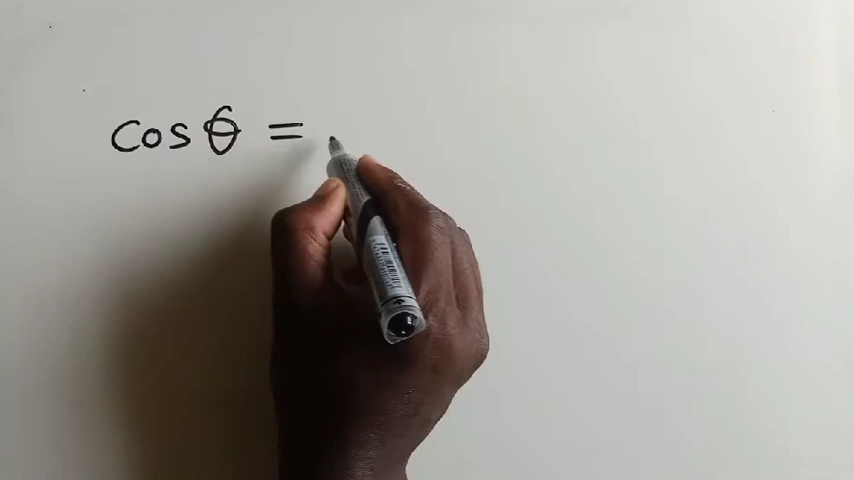 cos θ =